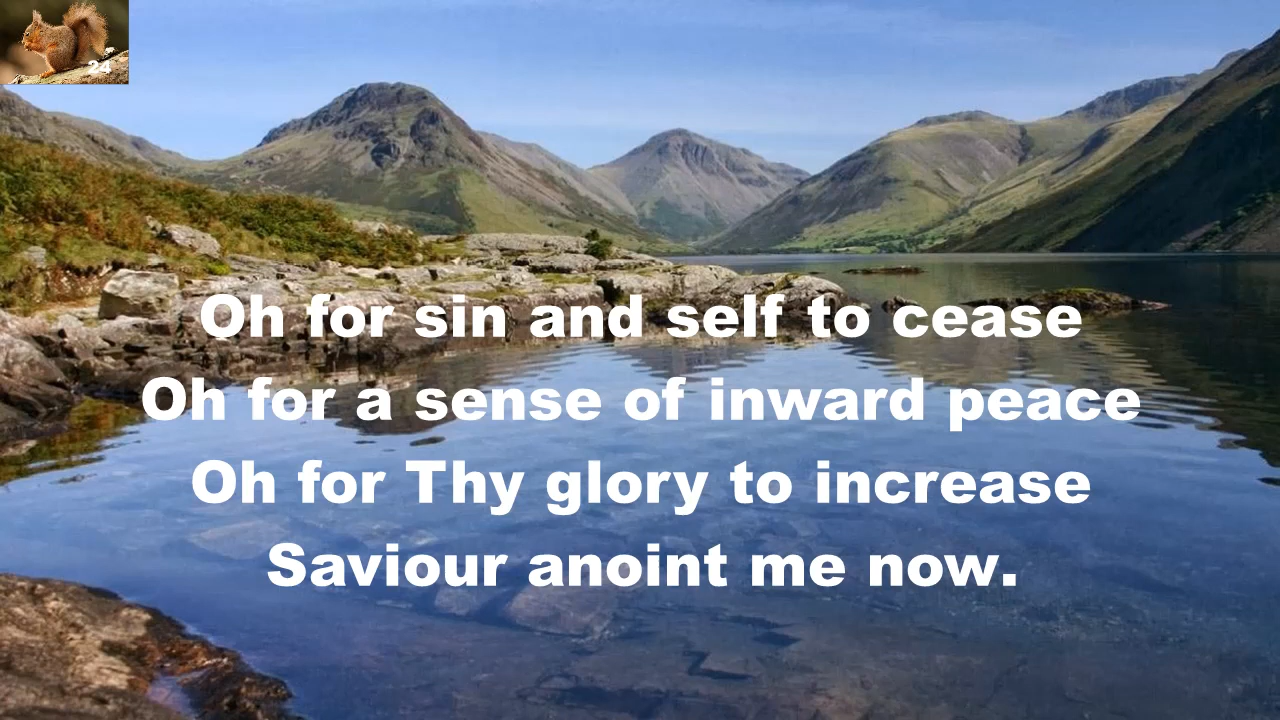 24
Oh for sin and self to cease
Oh for a sense of inward peace
Oh for Thy glory to increase
Saviour anoint me now.